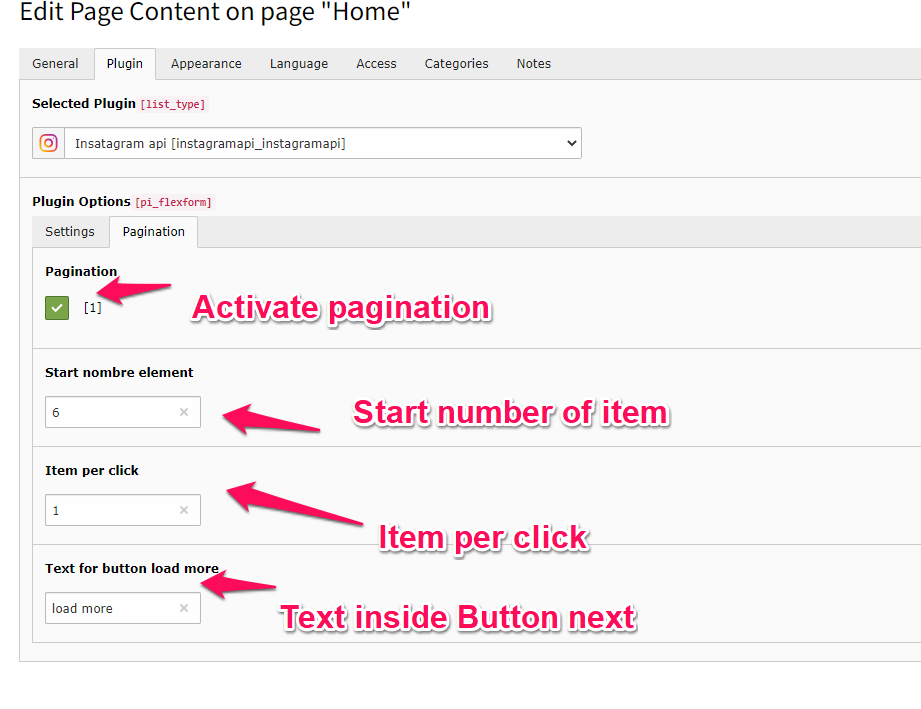 Edit Page Content on page "Home"
General Plugin Appearance Language Access Categories Notes
Selected Plugin [list_type]
Insatagram api [instagramapi_instagramapi]
Plugin Options [pi_flexform]
Settings Pagination
Pagination
[1]
Activate pagination
Start nombre element
6
Start number of item
Item per click
1
Item per click
Text for button load more
load more
Text inside Button next